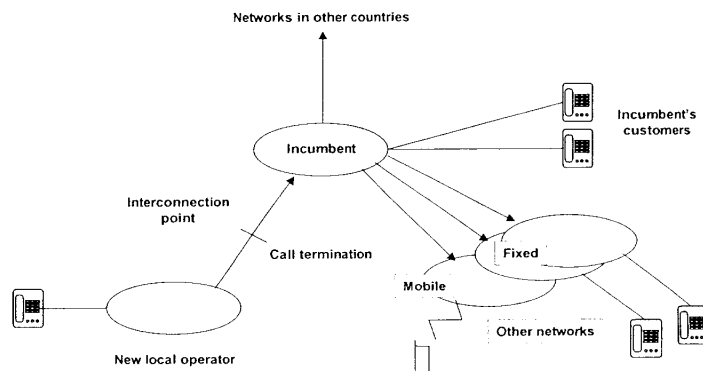 Networks in other countries
Incumbent's
customers
Incumbent
Interconnection
point
Call termination
Fixed
Mobile
Other networks
New local operator